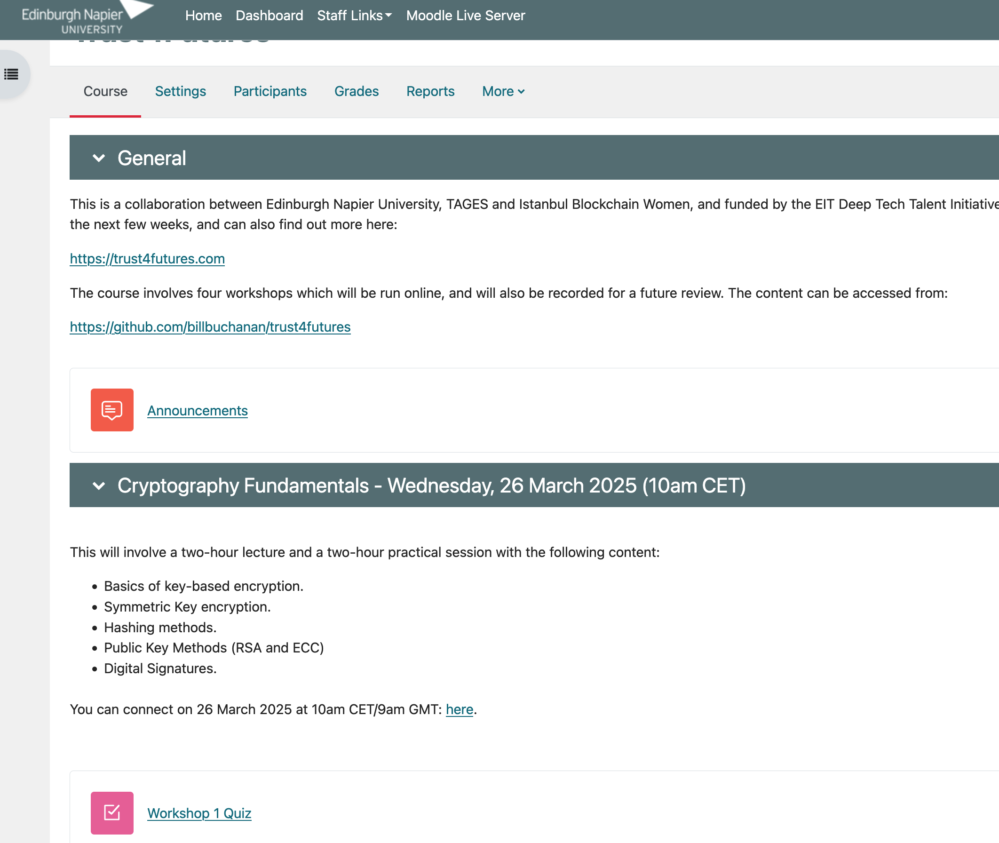 Edinburgh Napier
UNIVERSITY
Home Dashboard Staff Links Moodle Live Server
Course Settings Participants Grades Reports More
General
This is a collaboration between Edinburgh Napier University, TAGES and Istanbul Blockchain Women, and funded by the EIT Deep Tech Talent Initiative
the next few weeks, and can also find out more here:
https://trust4futures.com
The course involves four workshops which will be run online, and will also be recorded for a future review. The content can be accessed from:
https://github.com/billbuchanan/trust4futures
Announcements
Cryptography Fundamentals - Wednesday, 26 March 2025 (10am CET)
This will involve a two-hour lecture and a two-hour practical session with the following content:
• Basics of key-based encryption.
• Symmetric Key encryption.
• Hashing methods.
• Public Key Methods (RSA and ECC)
• Digital Signatures.
You can connect on 26 March 2025 at 10am CET/9am GMT: here.
Workshop 1 Quiz